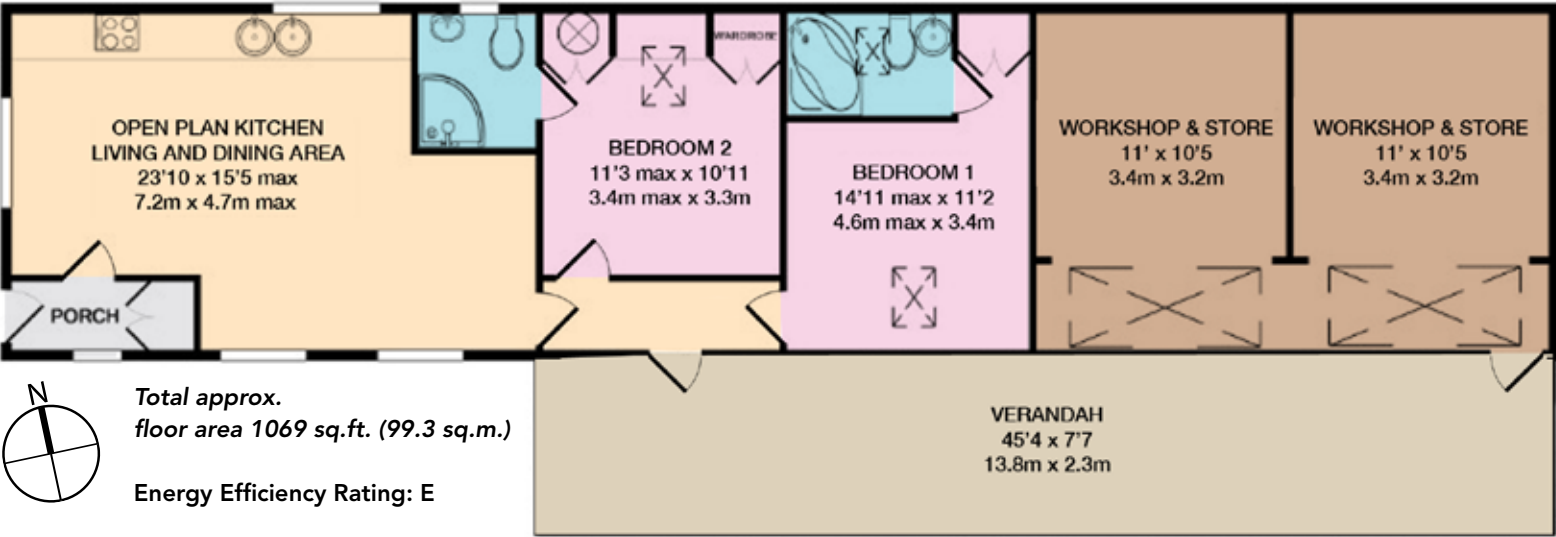 WARDROBE
OPEN PLAN KITCHEN
LIVING AND DINING AREA
23'10 x 15'5 max
7.2m x 4.7m max
BEDROOM 2
11'3 max x 10'11
3.4m max x 3.3m
BEDROOM 1
14'11 max x 11'2
4.6m max x 3.4m
WORKSHOP & STORE
11' x 10'5
3.4m x 3.2m
WORKSHOP & STORE
11' x 10'5
3.4m x 3.2m
PORCH
N
Total approx.
floor area 1069 sq.ft. (99.3 sq.m.)
Energy Efficiency Rating: E
VERANDAH
45'4 x 7'7
13.8m x 2.3m